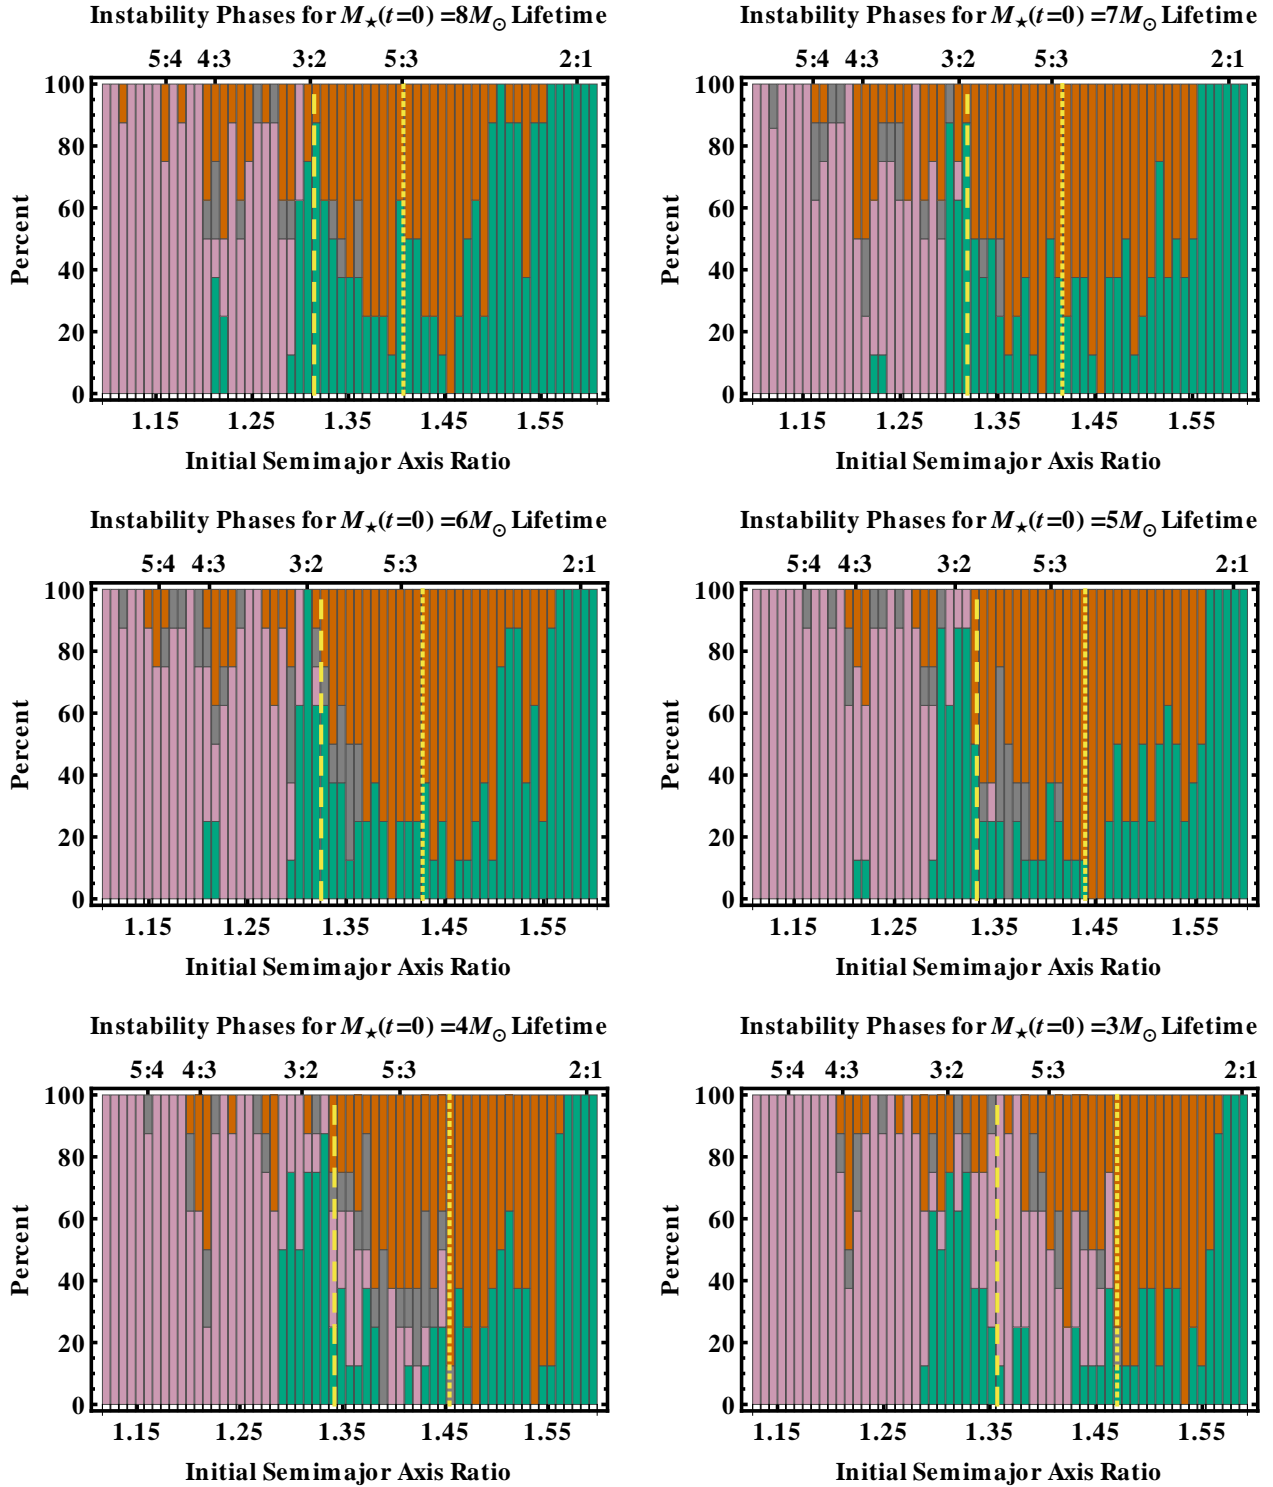 Instability Phases for M★(t=0) =8M⊙ Lifetime
5:4 4:3 3:2 5:3 2:1
100
80
60
40
20
0
Percent
1.15 1.25 1.35 1.45 1.55
Initial Semimajor Axis Ratio
Instability Phases for M★(t=0) =7M⊙ Lifetime
5:4 4:3 3:2 5:3 2:1
100
80
60
40
20
0
Percent
1.15 1.25 1.35 1.45 1.55
Initial Semimajor Axis Ratio
Instability Phases for M★(t=0) =6M⊙ Lifetime
5:4 4:3 3:2 5:3 2:1
100
80
60
40
20
0
Percent
1.15 1.25 1.35 1.45 1.55
Initial Semimajor Axis Ratio
Instability Phases for M★(t=0) =5M⊙ Lifetime
5:4 4:3 3:2 5:3 2:1
100
80
60
40
20
0
Percent
1.15 1.25 1.35 1.45 1.55
Initial Semimajor Axis Ratio
Instability Phases for M★(t=0) =4M⊙ Lifetime
5:4 4:3 3:2 5:3 2:1
100
80
60
40
20
0
Percent
1.15 1.25 1.35 1.45 1.55
Initial Semimajor Axis Ratio
Instability Phases for M★(t=0) =3M⊙ Lifetime
5:4 4:3 3:2 5:3 2:1
100
80
60
40
20
0
Percent
1.15 1.25 1.35 1.45 1.55
Initial Semimajor Axis Ratio